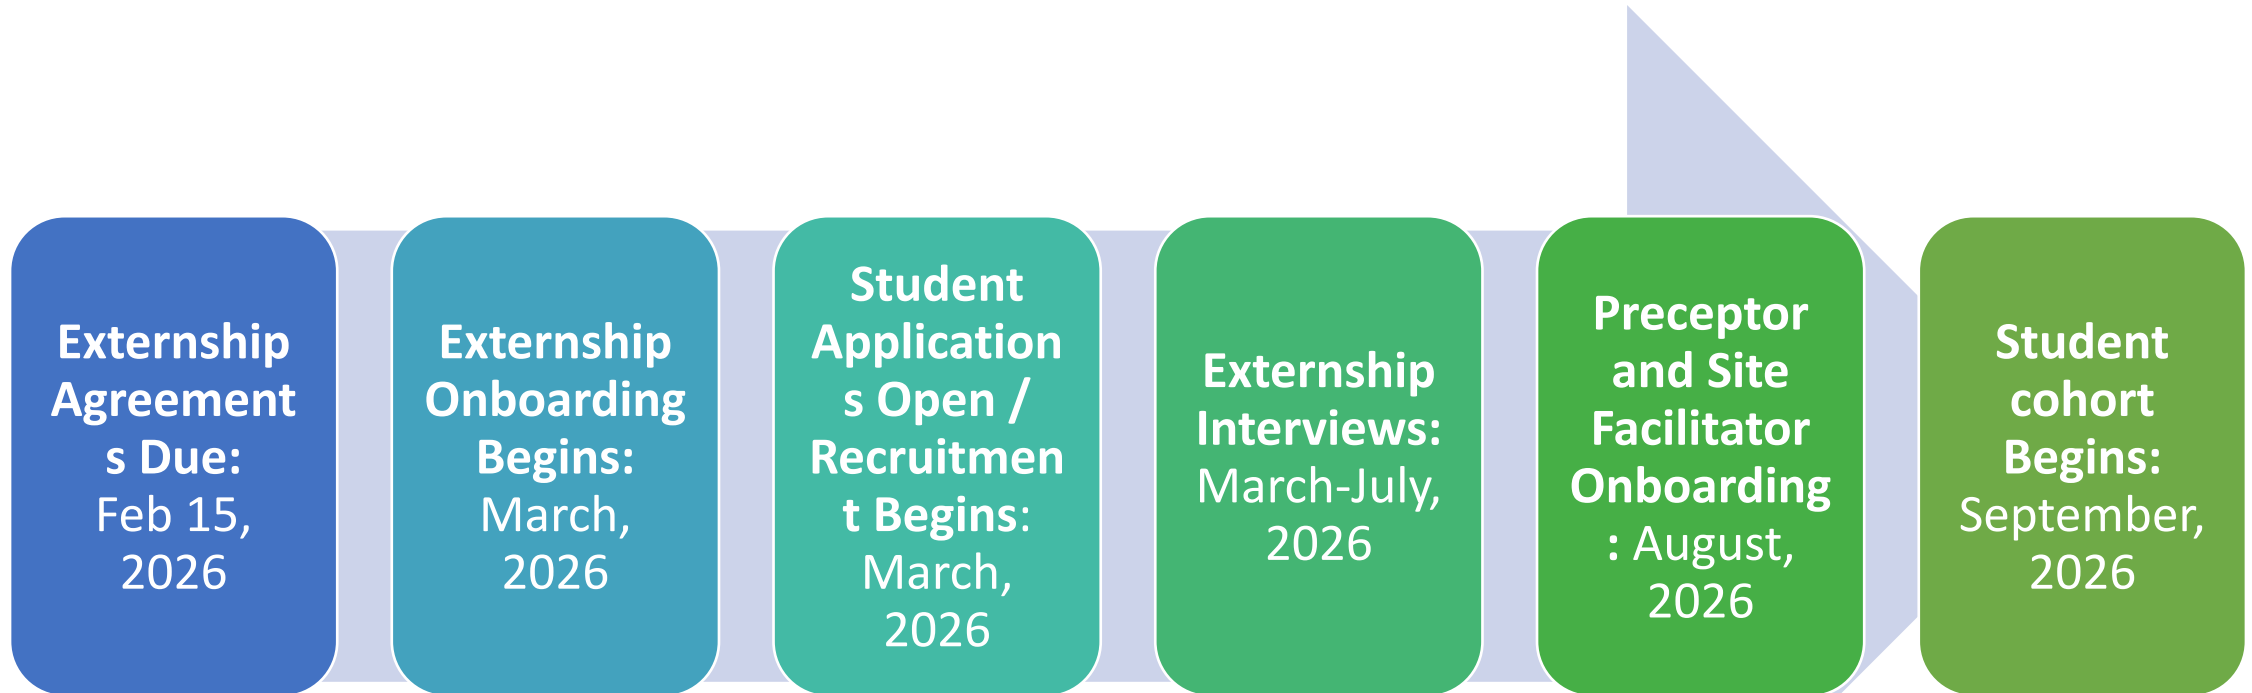 Externship
Agreement
s Due:
Feb 15,
2026
Externship
Onboarding
Begins:
March,
2026
Student
Application
s Open /
Recruitmen
t Begins:
March,
2026
Externship
Interviews:
March-July,
2026
Preceptor
and Site
Facilitator
Onboarding
: August,
2026
Student
cohort
Begins:
September,
2026